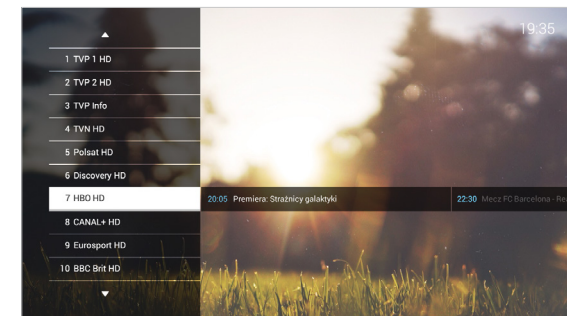 19:35
1 TVP 1 HD
2 TVP 2 HD
3 TVP Info
4 TVN HD
5 Polsat HD
6 Discovery HD
7 HBO HD 20:05 Premiera: Strażnicy galaktyki 22:30 Mecz FC Barcelona - Re
8 CANAL+ HD
9 Eurosport HD
10 BBC Brit HD